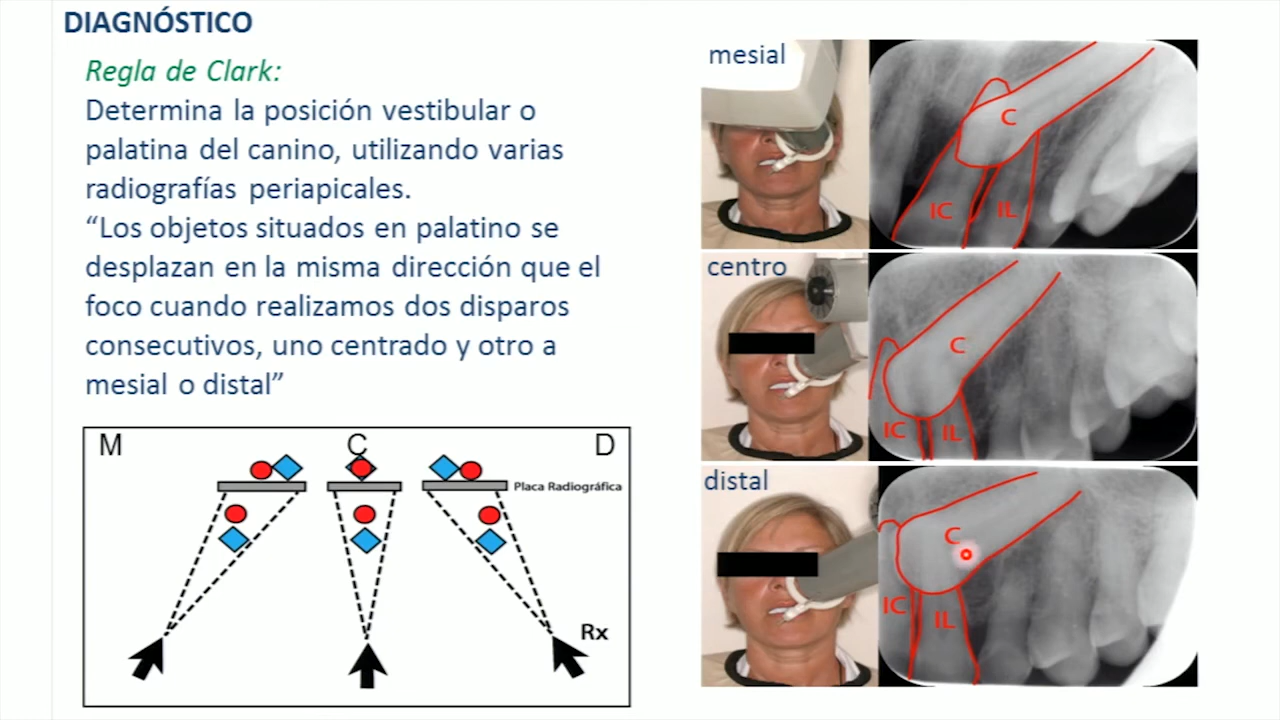 DIAGNÓSTICO
Regla de Clark:
Determina la posición vestibular o
palatina del canino, utilizando varias
radiografías periapicales.
“Los objetos situados en palatino se
desplazan en la misma dirección que el
foco cuando realizamos dos disparos
consecutivos, uno centrado y otro a
mesial o distal”
M C D
Placa Radiográfica
Rx
mesial
C
IC IL
centro
C
IC IL
distal
C
IC IL